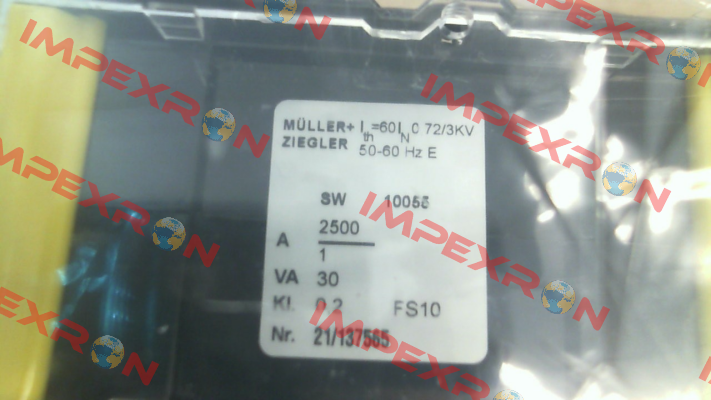 MÜLLER+ ZIEGLER
Ith=60IN 0 72/3KV
50-60 Hz E
SW 10055
A 2500
1
VA 30
Kl. 0.2 FS10
Nr. 21/137565
IMPEXRON
IMPEXRON
IMPEXRON
IMPEXRON
IMPEXRON
IMPEXRON